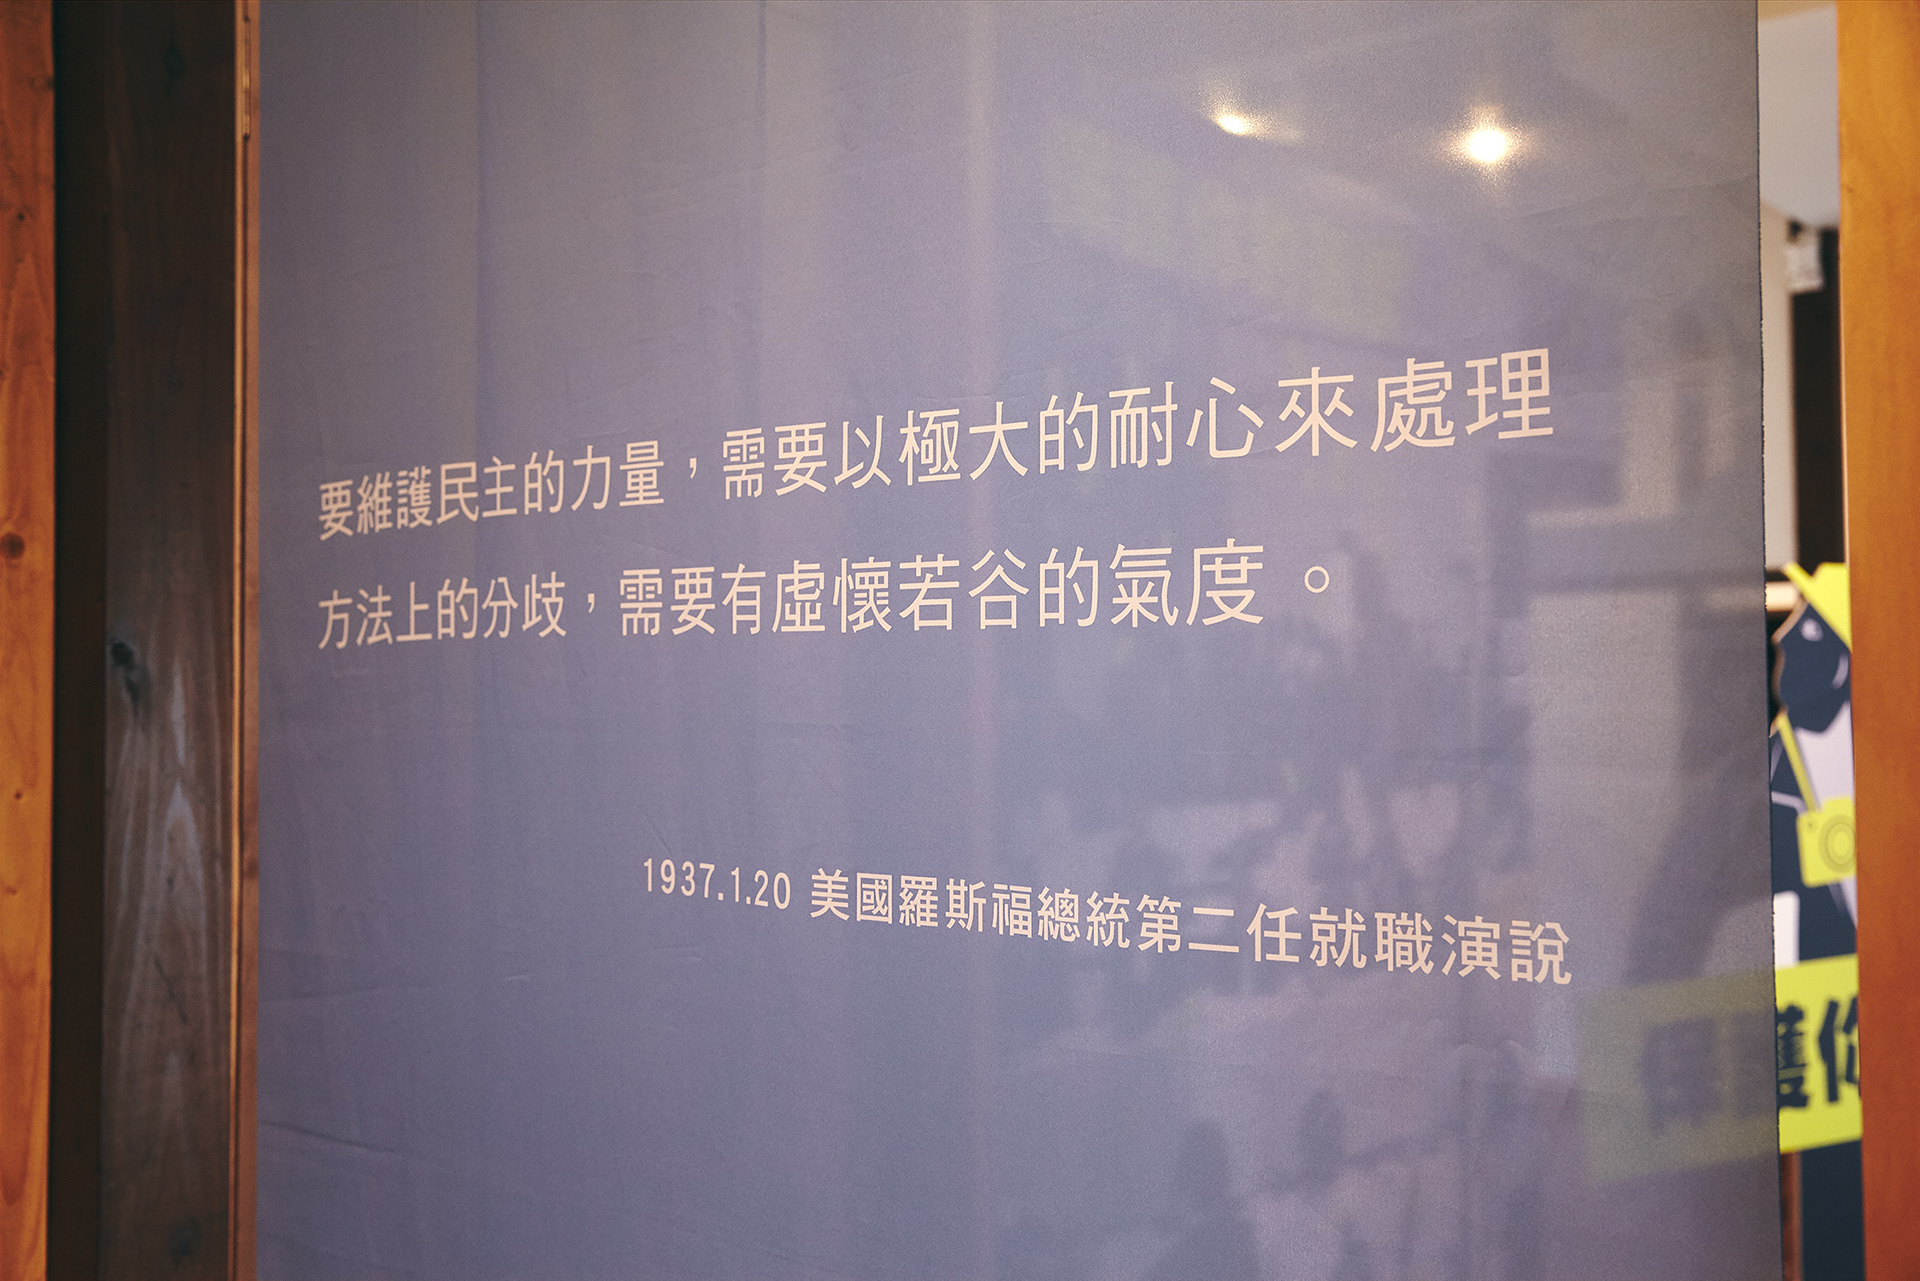 要維護民主的力量，需要以極大的耐心來處理
方法上的分歧，需要有虛懷若谷的氣度。
1937.1.20 美國羅斯福總統第二任就職演說
護你